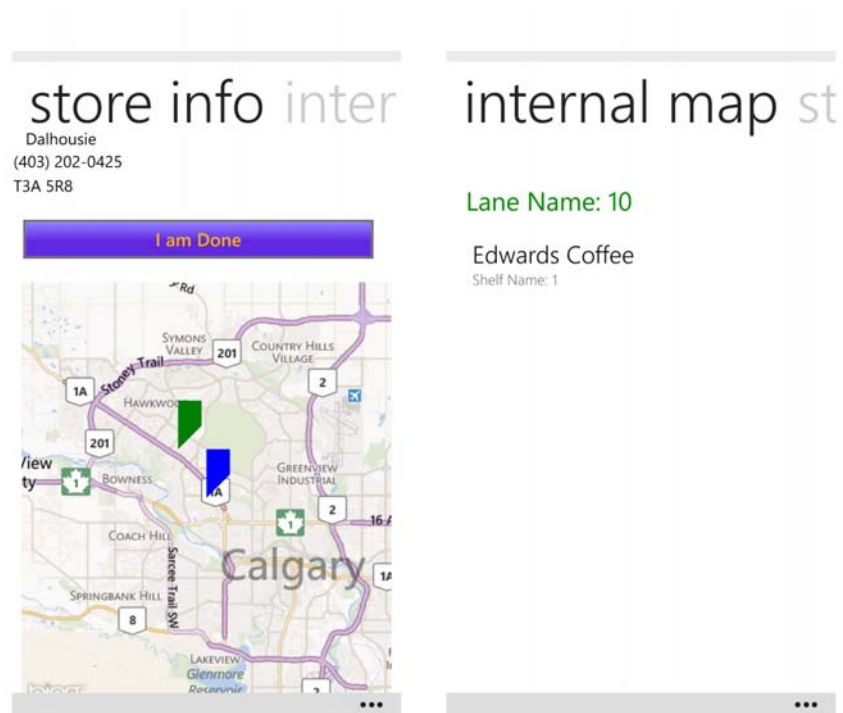 store info inter
Dalhousie
(403) 202-0425
T3A 5R8
I am Done
Rd
SYMONS
VALLEY
201
COUNTRY HILLS
VILLAGE
Stoney Trail
2
1A
HAWKWOO
201
View
ty
1
BOWNESS
GREENVIEW
INDUSTRIAL
1A
2
1
16 A
COACH HILL
Sarcee Trail SW
Calgary
1A
SPRINGBANK HILL
8
LAKEVIEW
Glenmore
Reservoir
2
internal map st
Lane Name: 10
Edwards Coffee
Shelf Name: 1